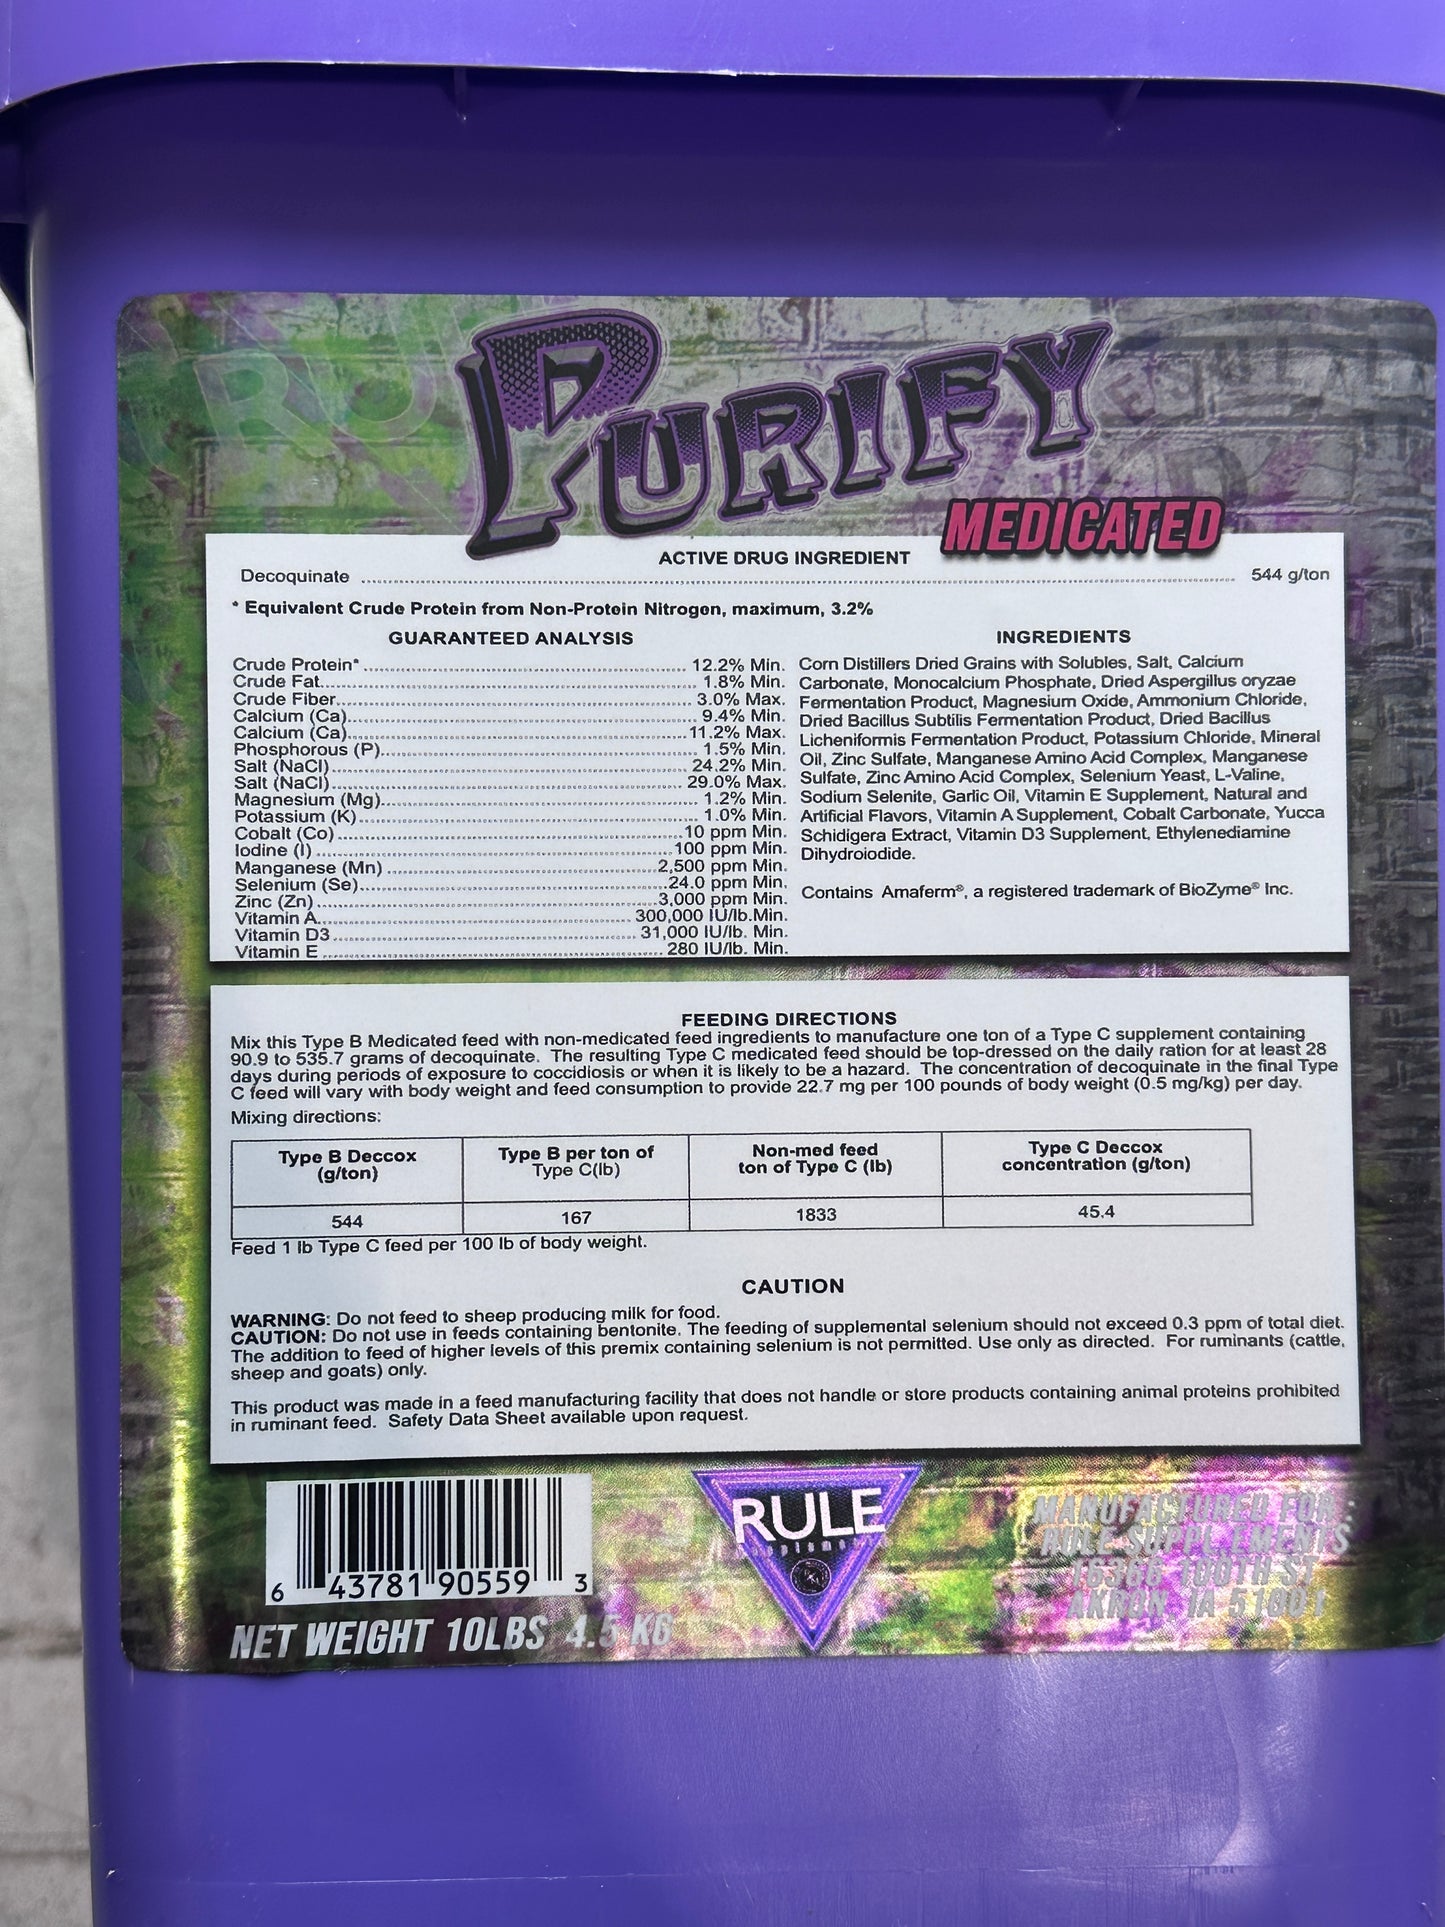 PURIFY
MEDICATED
ACTIVE DRUG INGREDIENT
Decoquinate 544 g/ton
* Equivalent Crude Protein from Non-Protein Nitrogen, maximum, 3.2%
GUARANTEED ANALYSIS
Crude Protein* 12.2% Min.
Crude Fat 1.8% Min.
Crude Fiber 3.0% Max.
Calcium (Ca) 9.4% Min.
Calcium (Ca) 11.2% Max.
Phosphorous (P) 1.5% Min.
Salt (NaCl) 24.2% Min.
Salt (NaCl) 29.0% Max.
Magnesium (Mg) 1.2% Min.
Potassium (K) 1.0% Min.
Cobalt (Co) 10 ppm Min.
Iodine (I) 100 ppm Min.
Manganese (Mn) 2,500 ppm Min.
Selenium (Se) 24.0 ppm Min.
Zinc (Zn) 3,000 ppm Min.
Vitamin A 300,000 IU/lb.Min.
Vitamin D3 31,000 IU/lb. Min.
Vitamin E 280 IU/lb. Min.
INGREDIENTS
Corn Distillers Dried Grains with Solubles, Salt, Calcium
Carbonate, Monocalcium Phosphate, Dried Aspergillus oryzae
Fermentation Product, Magnesium Oxide, Ammonium Chloride,
Dried Bacillus Subtilis Fermentation Product, Dried Bacillus
Licheniformis Fermentation Product, Potassium Chloride, Mineral
Oil, Zinc Sulfate, Manganese Amino Acid Complex, Manganese
Sulfate, Zinc Amino Acid Complex, Selenium Yeast, L-Valine,
Sodium Selenite, Garlic Oil, Vitamin E Supplement, Natural and
Artificial Flavors, Vitamin A Supplement, Cobalt Carbonate, Yucca
Schidigera Extract, Vitamin D3 Supplement, Ethylenediamine
Dihydroiodide.
Contains Amaferm®, a registered trademark of BioZyme® Inc.
FEEDING DIRECTIONS
Mix this Type B Medicated feed with non-medicated feed ingredients to manufacture one ton of a Type C supplement containing
90.9 to 535.7 grams of decoquinate. The resulting Type C medicated feed should be top-dressed on the daily ration for at least 28
days during periods of exposure to coccidiosis or when it is likely to be a hazard. The concentration of decoquinate in the final Type
C feed will vary with body weight and feed consumption to provide 22.7 mg per 100 pounds of body weight (0.5 mg/kg) per day.
Mixing directions:
Type B Deccox (g/ton) Type B per ton of Type C(lb) Non-med feed ton of Type C (lb) Type C Deccox concentration (g/ton)
544 167 1833 45.4
Feed 1 lb Type C feed per 100 lb of body weight.
CAUTION
WARNING: Do not feed to sheep producing milk for food.
CAUTION: Do not use in feeds containing bentonite. The feeding of supplemental selenium should not exceed 0.3 ppm of total diet.
The addition to feed of higher levels of this premix containing selenium is not permitted. Use only as directed. For ruminants (cattle,
sheep and goats) only.
This product was made in a feed manufacturing facility that does not handle or store products containing animal proteins prohibited
in ruminant feed. Safety Data Sheet available upon request.
6 43781 90559 3
NET WEIGHT 10LBS 4.5 KG
RULE
supplements
MANUFACTURED FOR:
RULE SUPPLEMENTS
16366 100TH ST
AKRON, IA 51001